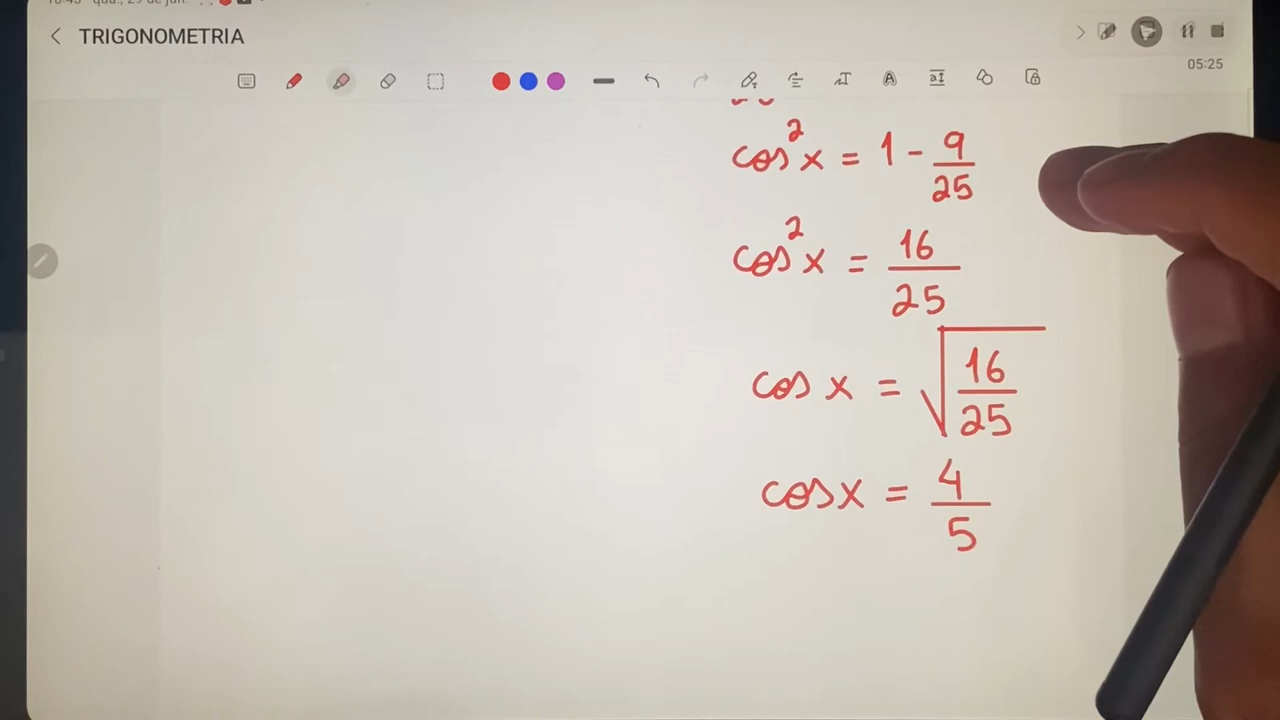 TRIGONOMETRIA
05:25
cos²x = 1 - 9/25
cos²x = 16/25
cos x = √(16/25)
cos x = 4/5